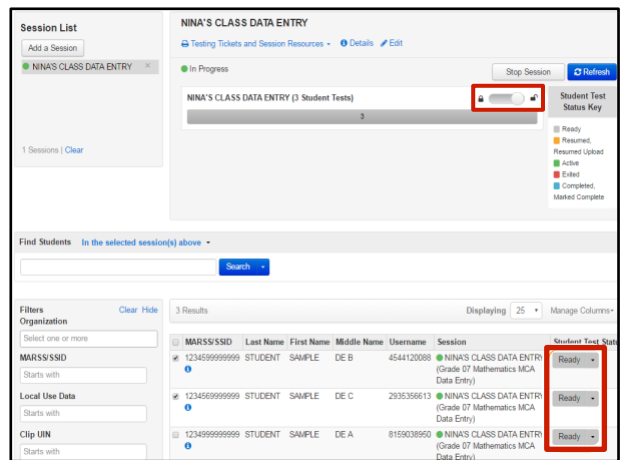 Session List
Add a Session
NINA'S CLASS DATA ENTRY ×
1 Sessions | Clear
NINA'S CLASS DATA ENTRY
Testing Tickets and Session Resources Details Edit
In Progress
Stop Session Refresh
NINA'S CLASS DATA ENTRY (3 Student Tests)
3
Student Test
Status Key
Ready
Resumed,
Resumed Upload
Active
Exited
Completed,
Marked Complete
Find Students In the selected session(s) above
Search
Filters Clear Hide
Organization
Select one or more
MARSS/SSID
Starts with
Local Use Data
Starts with
Clip UIN
Starts with
3 Results Displaying 25 Manage Columns
MARSS/SSID Last Name First Name Middle Name Username Session Student Test Statu
1234599999999 STUDENT SAMPLE DE B 4544120088 NINA'S CLASS DATA ENTRY Ready
(Grade 07 Mathematics MCA
Data Entry)
1234569999999 STUDENT SAMPLE DE C 2935356613 NINA'S CLASS DATA ENTRY Ready
(Grade 07 Mathematics MCA
Data Entry)
1234999999999 STUDENT SAMPLE DE A 8159038950 NINA'S CLASS DATA ENTRY Ready
(Grade 07 Mathematics MCA
Data Entry)